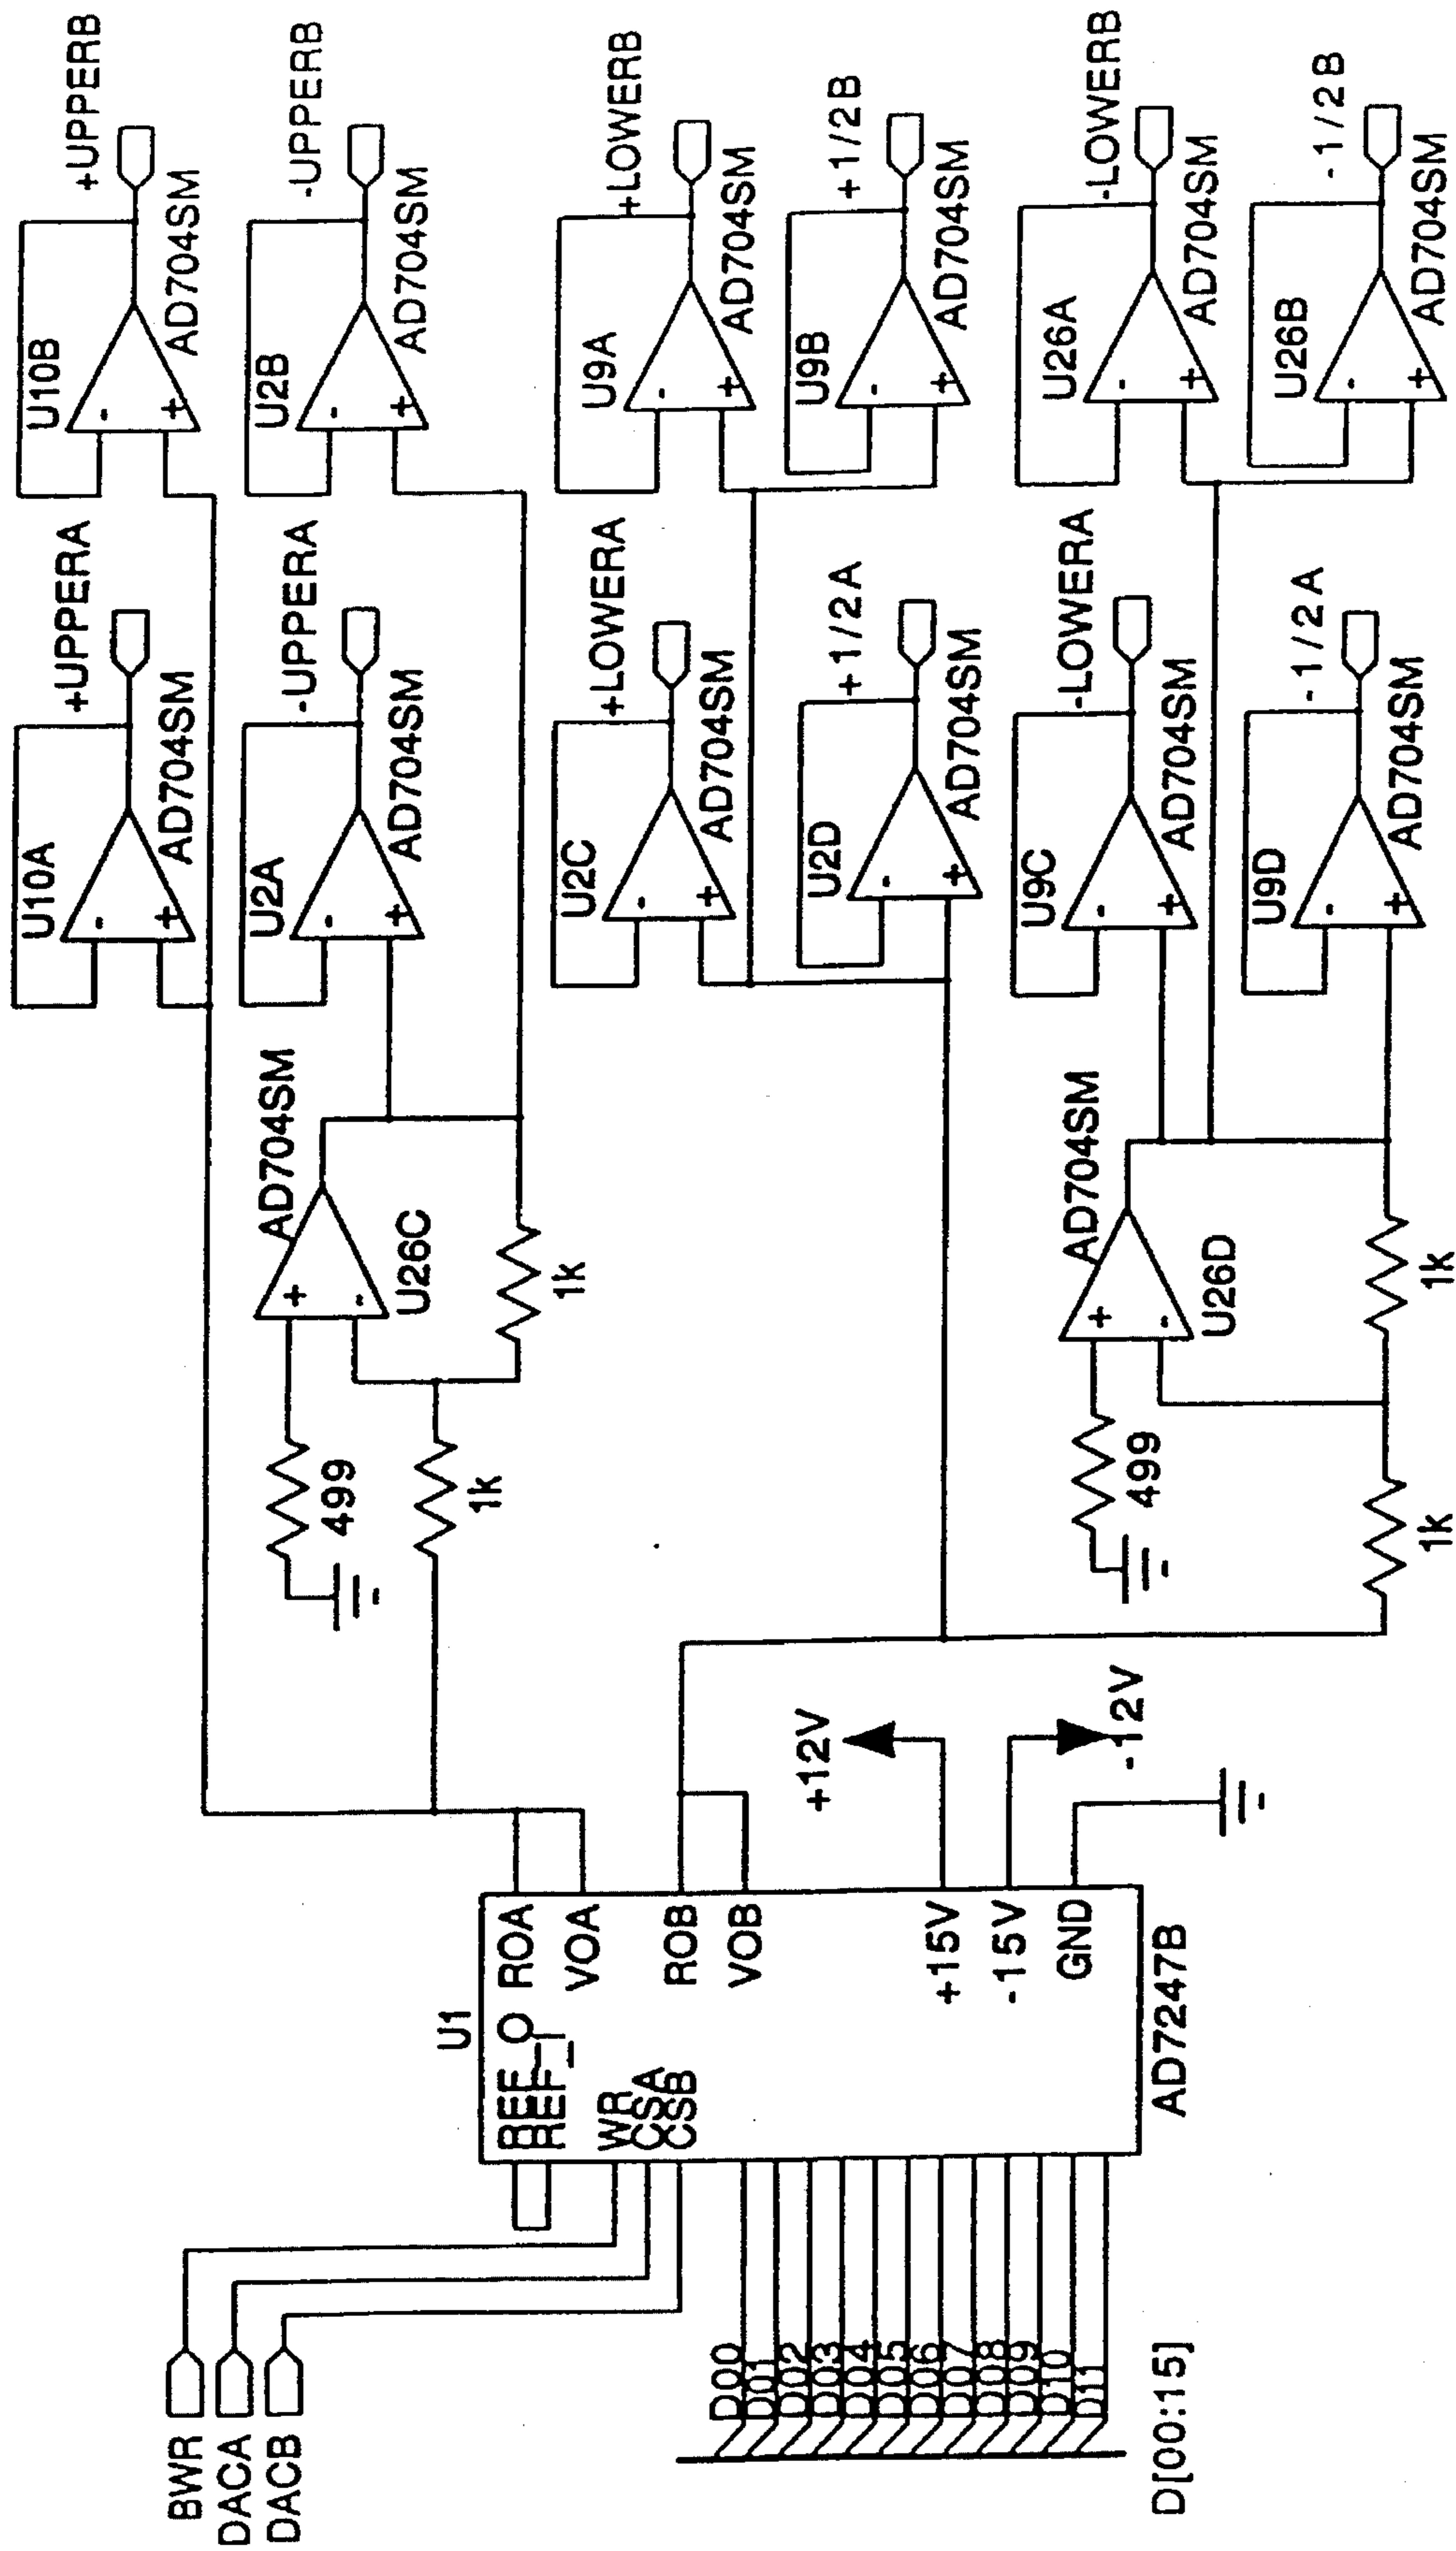 BWR
DACA
DACB
D00
D01
D02
D03
D04
D05
D06
D07
D08
D09
D10
D11
D[00:15]
U1
REF_O
REF_I
WR
CSA
CSB
ROA
VOA
ROB
VOB
+15V
-15V
GND
AD7247B
+12V
-12V
499
1k
+
-
U26C
AD704SM
1k
499
1k
+
-
U26D
AD704SM
1k
U10A
-
+
AD704SM
+UPPERA
U10B
-
+
AD704SM
+UPPERB
U2A
-
+
AD704SM
-UPPERA
U2B
-
+
AD704SM
-UPPERB
U2C
-
+
AD704SM
+LOWERA
U9A
-
+
AD704SM
+LOWERB
U2D
-
+
AD704SM
+1/2A
U9B
-
+
AD704SM
+1/2B
U9C
-
+
AD704SM
-LOWERA
U26A
-
+
AD704SM
-LOWERB
U9D
-
+
AD704SM
-1/2A
U26B
-
+
AD704SM
-1/2B